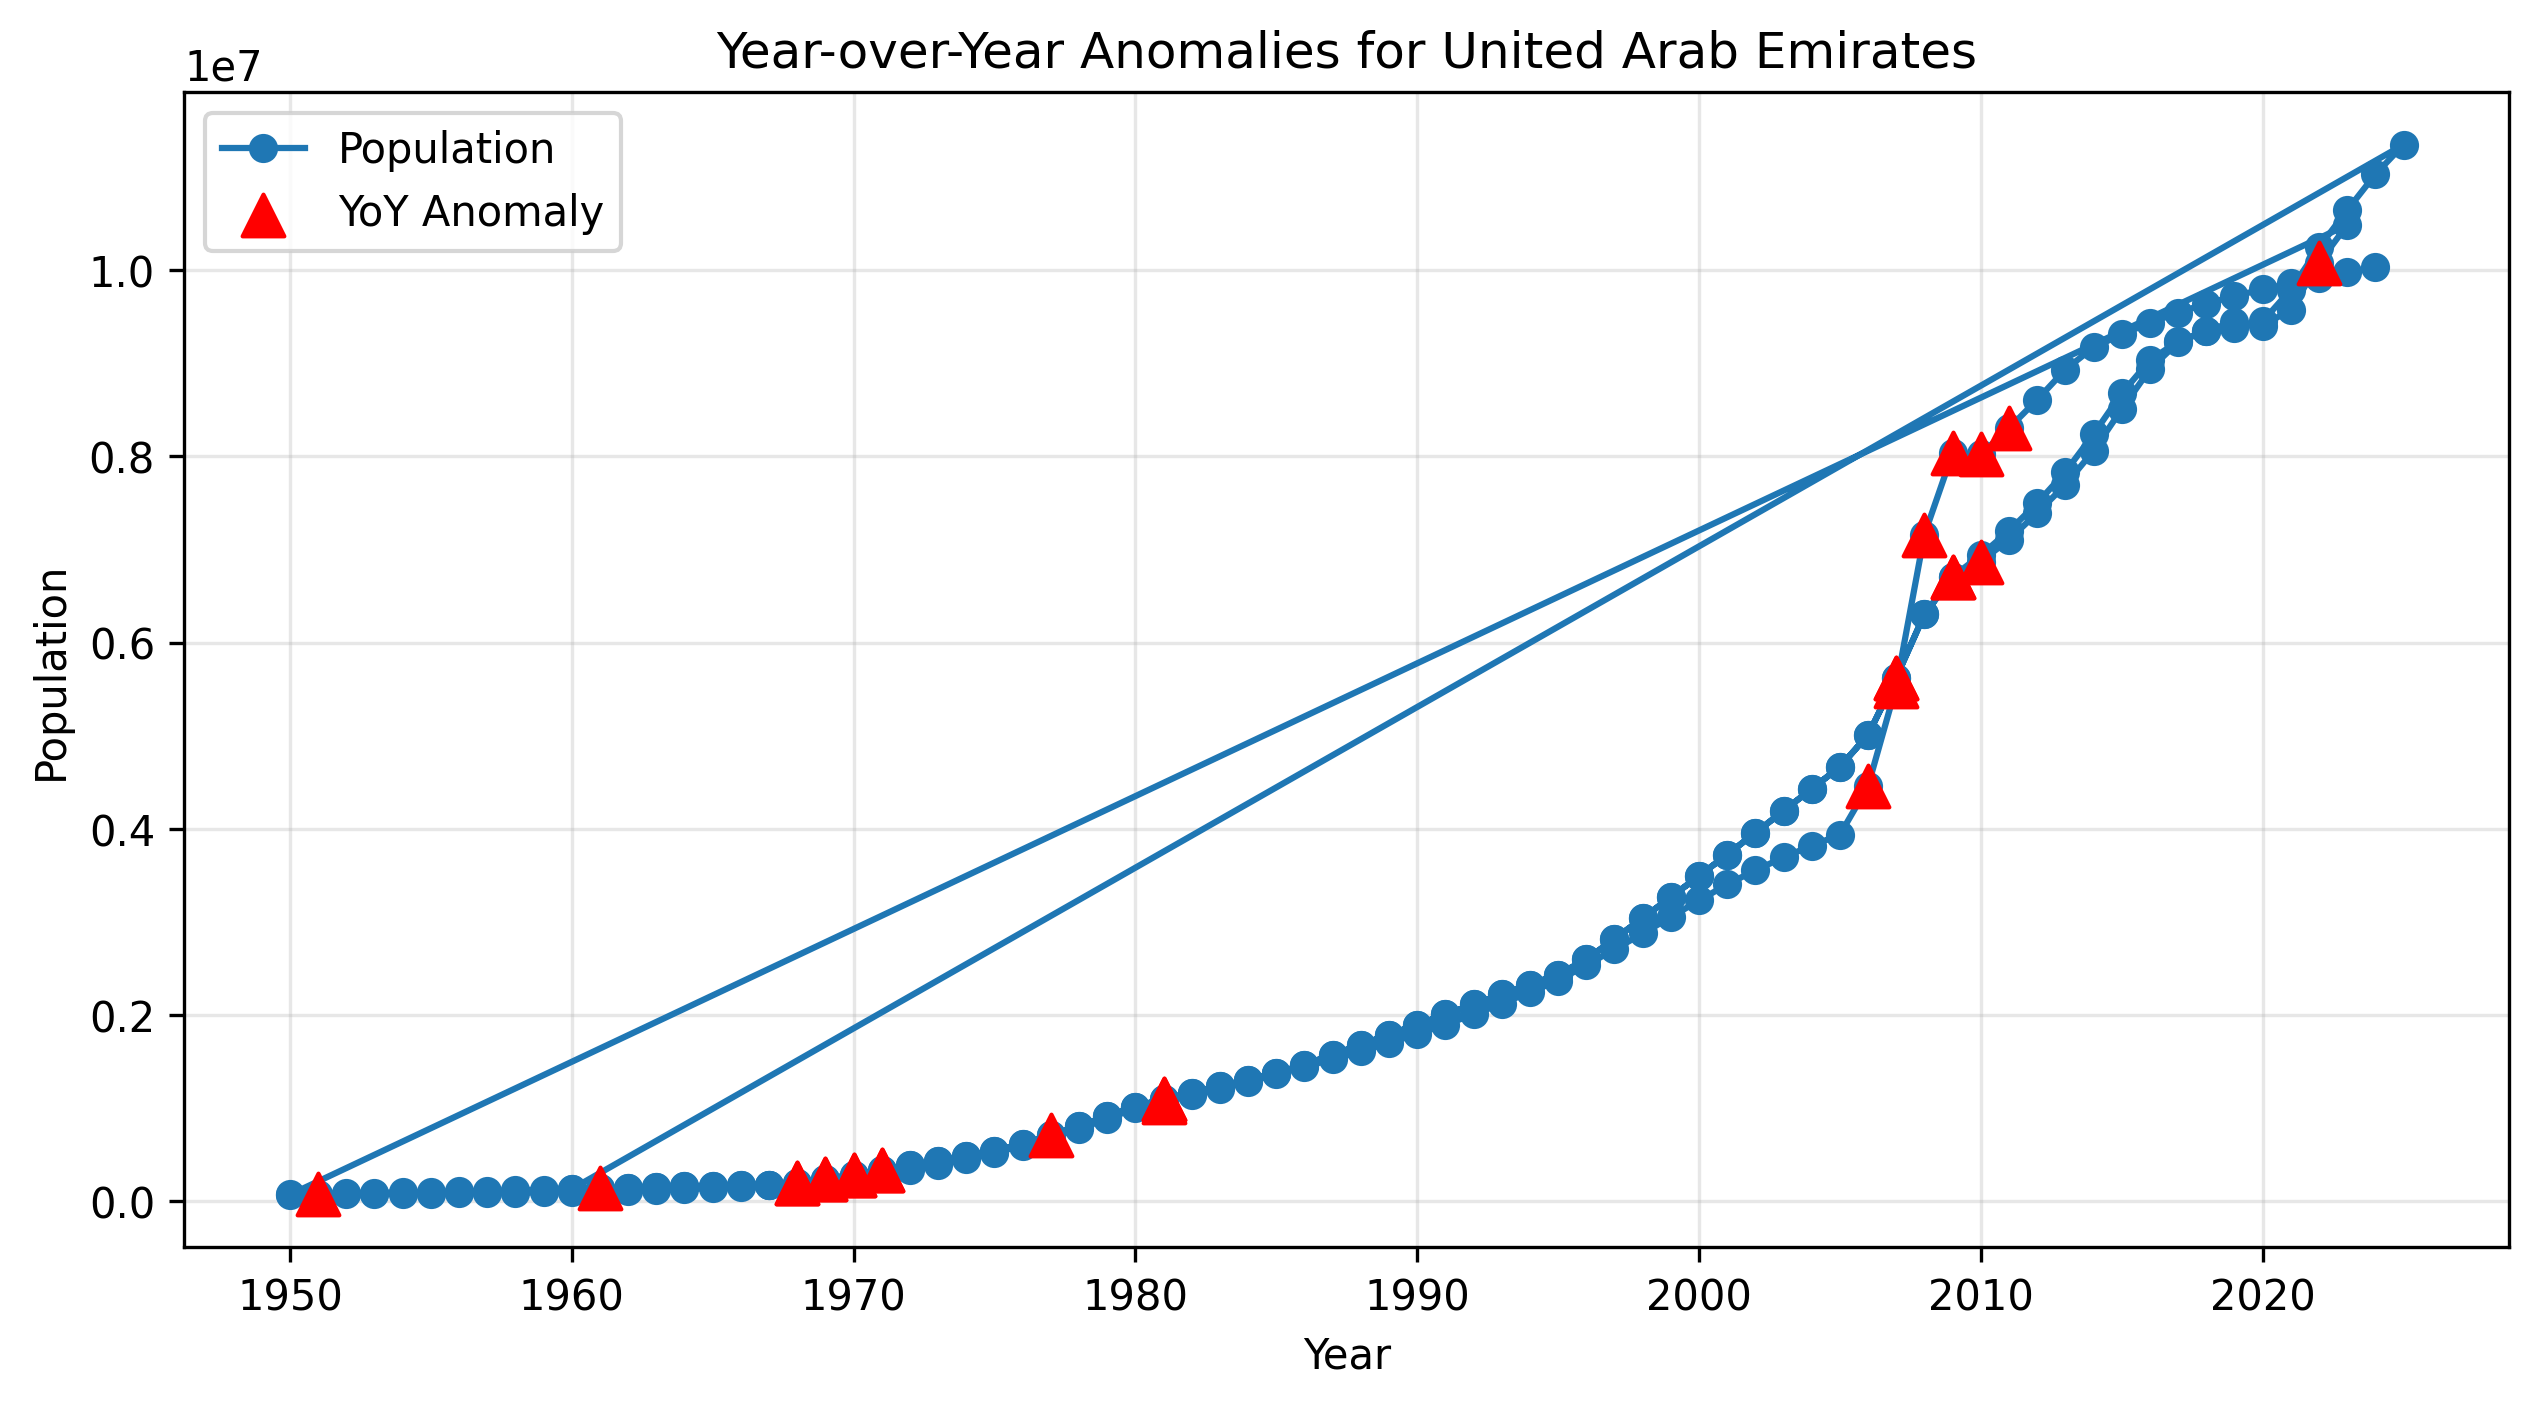 Year-over-Year Anomalies for United Arab Emirates
1e7
Population
YoY Anomaly
1.0
0.8
0.6
0.4
0.2
0.0
Population
1950 1960 1970 1980 1990 2000 2010 2020
Year